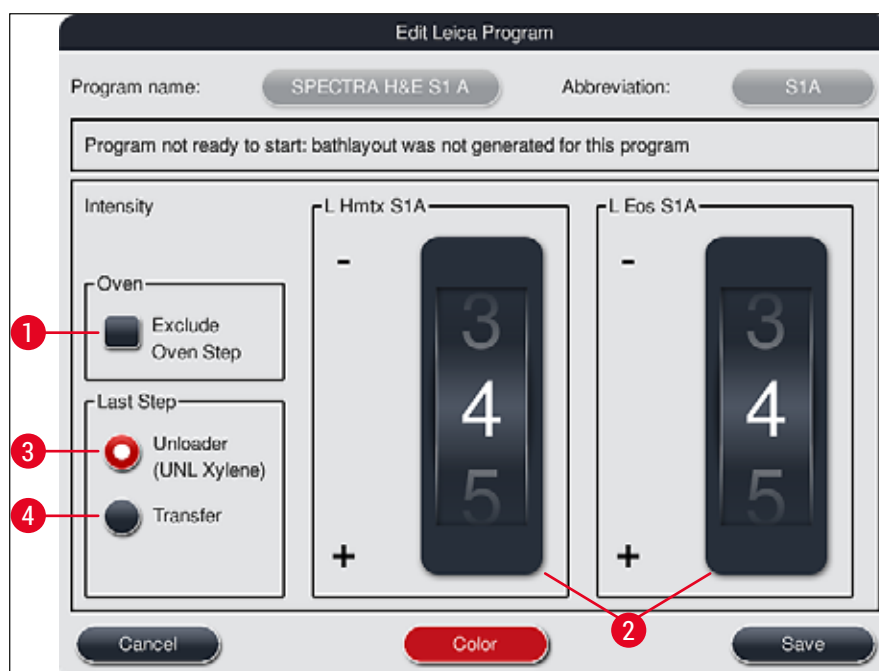 Edit Leica Program
Program name: SPECTRA H&E S1 A Abbreviation: S1A
Program not ready to start: bathlayout was not generated for this program
Intensity
L Hmtx S1A
L Eos S1A
-
-
Oven
1
Exclude
Oven Step
3
3
4
4
5
5
Last Step
3
Unloader
(UNL Xylene)
4
Transfer
+
+
2
Cancel Color Save